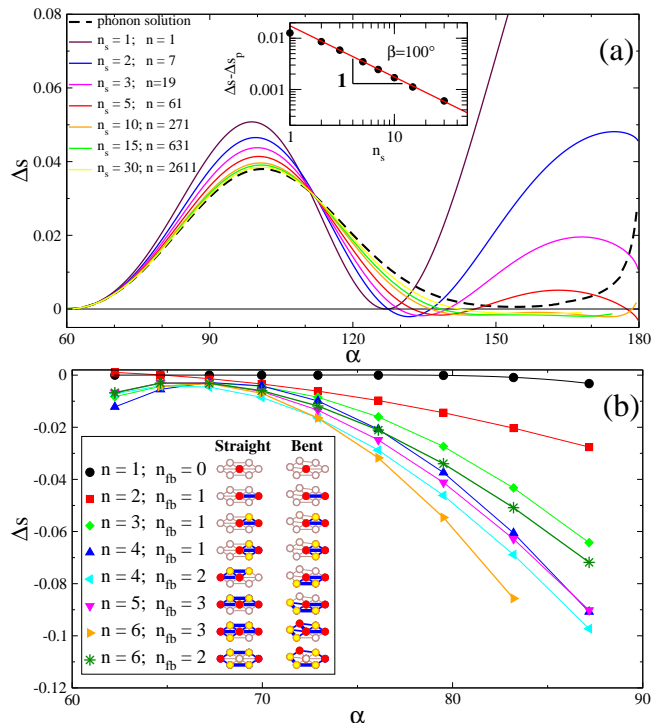 (a)
phonon solution
n_s = 1; n = 1
n_s = 2; n = 7
n_s = 3; n=19
n_s = 5; n = 61
n_s = 10; n = 271
n_s = 15; n = 631
n_s = 30; n = 2611
Δs-Δs_p
0.01
0.001
β=100°
1
1
10
n_s
Δs
0.08
0.06
0.04
0.02
0
60
90
120
150
180
α
(b)
Δs
0
-0.02
-0.04
-0.06
-0.08
-0.1
-0.12
Straight Bent
n = 1; n_fb = 0
n = 2; n_fb = 1
n = 3; n_fb = 1
n = 4; n_fb = 1
n = 4; n_fb = 2
n = 5; n_fb = 3
n = 6; n_fb = 3
n = 6; n_fb = 2
60
70
80
90
α